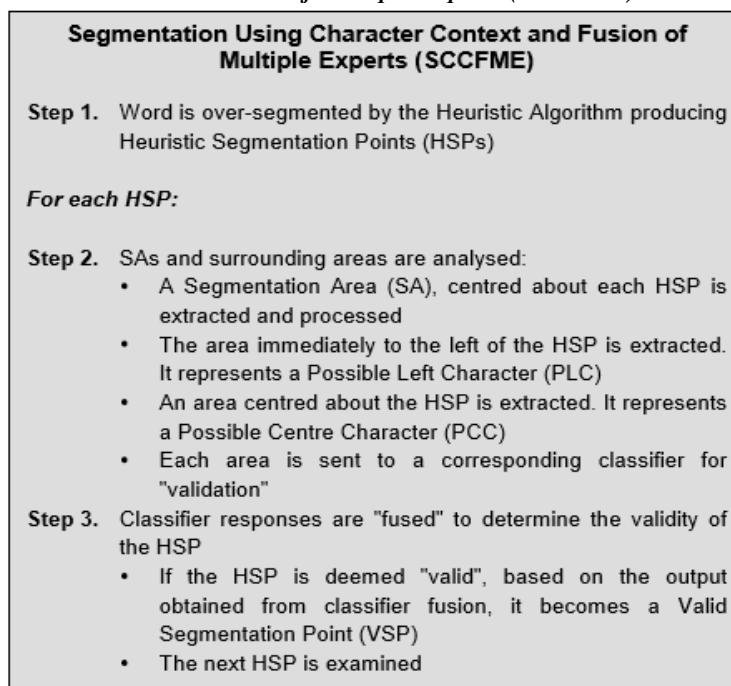 Segmentation Using Character Context and Fusion of
Multiple Experts (SCCFME)
Step 1. Word is over-segmented by the Heuristic Algorithm producing
Heuristic Segmentation Points (HSPs)
For each HSP:
Step 2. SAs and surrounding areas are analysed:
• A Segmentation Area (SA), centred about each HSP is
extracted and processed
• The area immediately to the left of the HSP is extracted.
It represents a Possible Left Character (PLC)
• An area centred about the HSP is extracted. It represents
a Possible Centre Character (PCC)
• Each area is sent to a corresponding classifier for
"validation"
Step 3. Classifier responses are "fused" to determine the validity of
the HSP
• If the HSP is deemed "valid", based on the output
obtained from classifier fusion, it becomes a Valid
Segmentation Point (VSP)
• The next HSP is examined